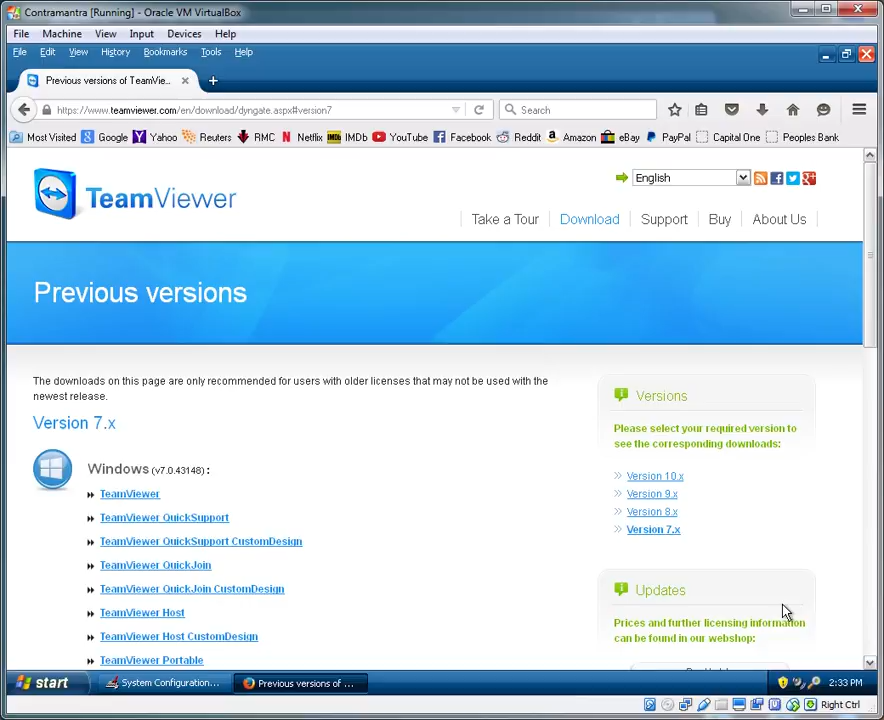 Contramantra [Running] - Oracle VM VirtualBox
File Machine View Input Devices Help
File Edit View History Bookmarks Tools Help
Previous versions of TeamVie...
https://www.teamviewer.com/en/download/dyngate.aspx#version7
Search
Most Visited Google Yahoo Reuters RMC Netflix IMDb YouTube Facebook Reddit Amazon eBay PayPal Capital One Peoples Bank
TeamViewer
English
Take a Tour Download Support Buy About Us
Previous versions
The downloads on this page are only recommended for users with older licenses that may not be used with the
newest release.
Version 7.x
Windows (v7.0.43148) :
TeamViewer
TeamViewer QuickSupport
TeamViewer QuickSupport CustomDesign
TeamViewer QuickJoin
TeamViewer QuickJoin CustomDesign
TeamViewer Host
TeamViewer Host CustomDesign
TeamViewer Portable
Versions
Please select your required version to
see the corresponding downloads:
Version 10.x
Version 9.x
Version 8.x
Version 7.x
Updates
Prices and further licensing information
can be found in our webshop:
start
System Configuration...
Previous versions of ...
2:33 PM
Right Ctrl